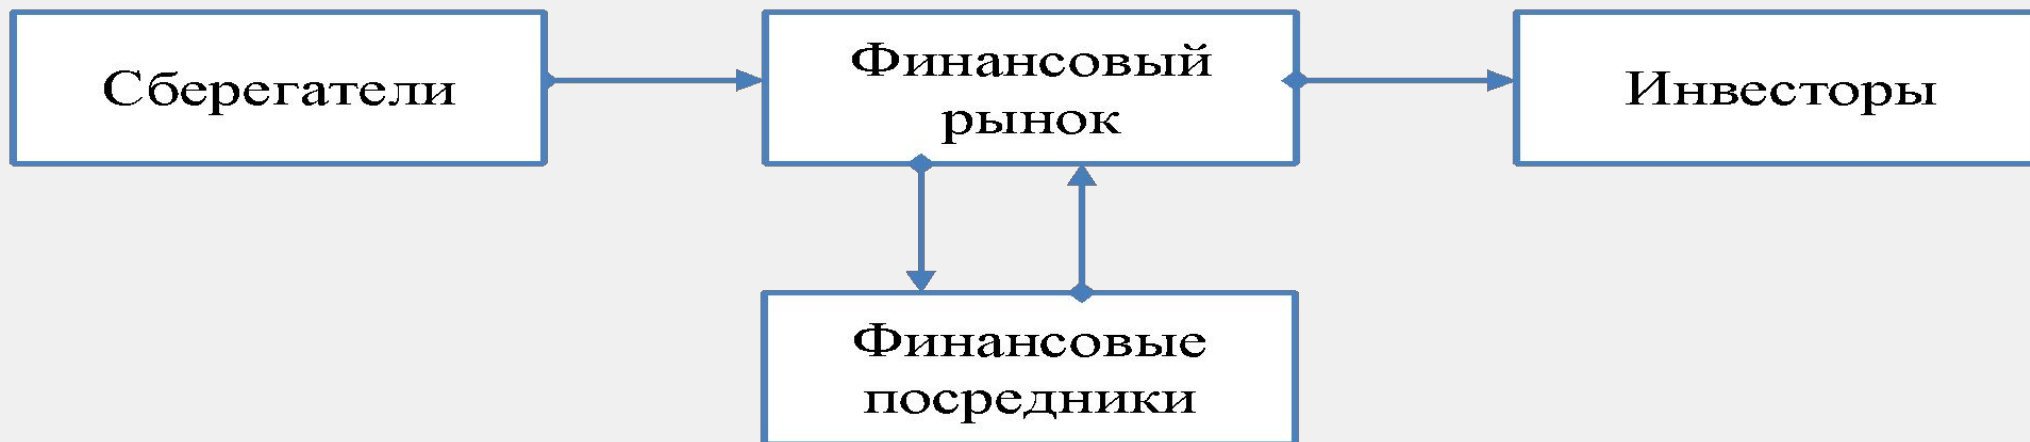 Сберегатели
Финансовый
рынок
Инвесторы
Финансовые
посредники